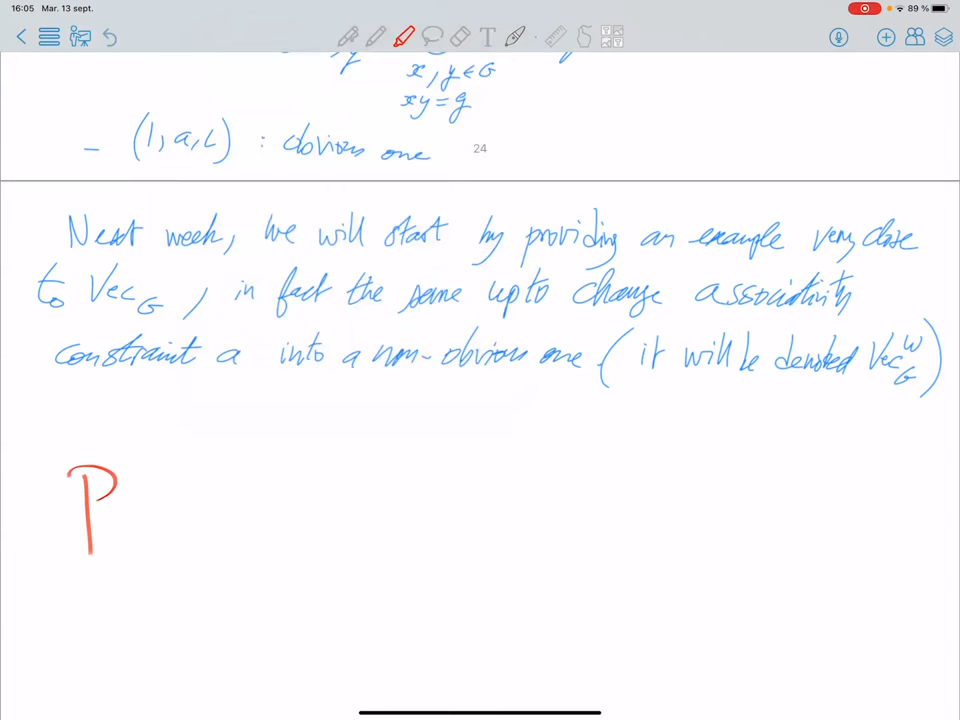 16:05 Mar. 13 sept. 89 %
x, y ∈ G
xy = g
- (1, a, ι) : obvious one 24
Next week, we will start by providing an example very close
to Vec_G, in fact the same up to change associativity
constraint a into a non-obvious one (it will be denoted Vec_G^ω)
P